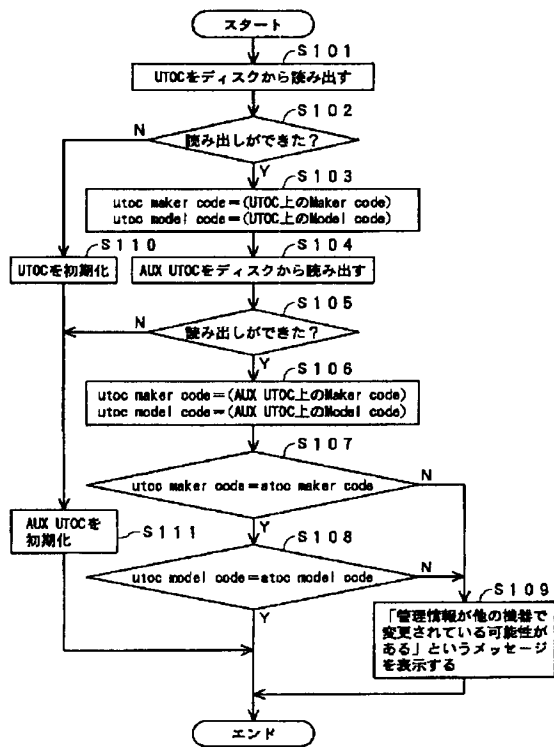 スタート
S101
UTOCをディスクから読み出す
S102
読み出しができた？
N
Y
S103
utoc maker code=(UTOC上のMaker code)
utoc model code=(UTOC上のModel code)
S110
UTOCを初期化
S104
AUX UTOCをディスクから読み出す
S105
読み出しができた？
N
Y
S106
utoc maker code=(AUX UTOC上のMaker code)
utoc model code=(AUX UTOC上のModel code)
S107
utoc maker code=atoc maker code
N
Y
AUX UTOCを
初期化
S111
S108
utoc model code=atoc model code
N
Y
S109
「管理情報が他の機器で
変更されている可能性が
ある」というメッセージ
を表示する
エンド